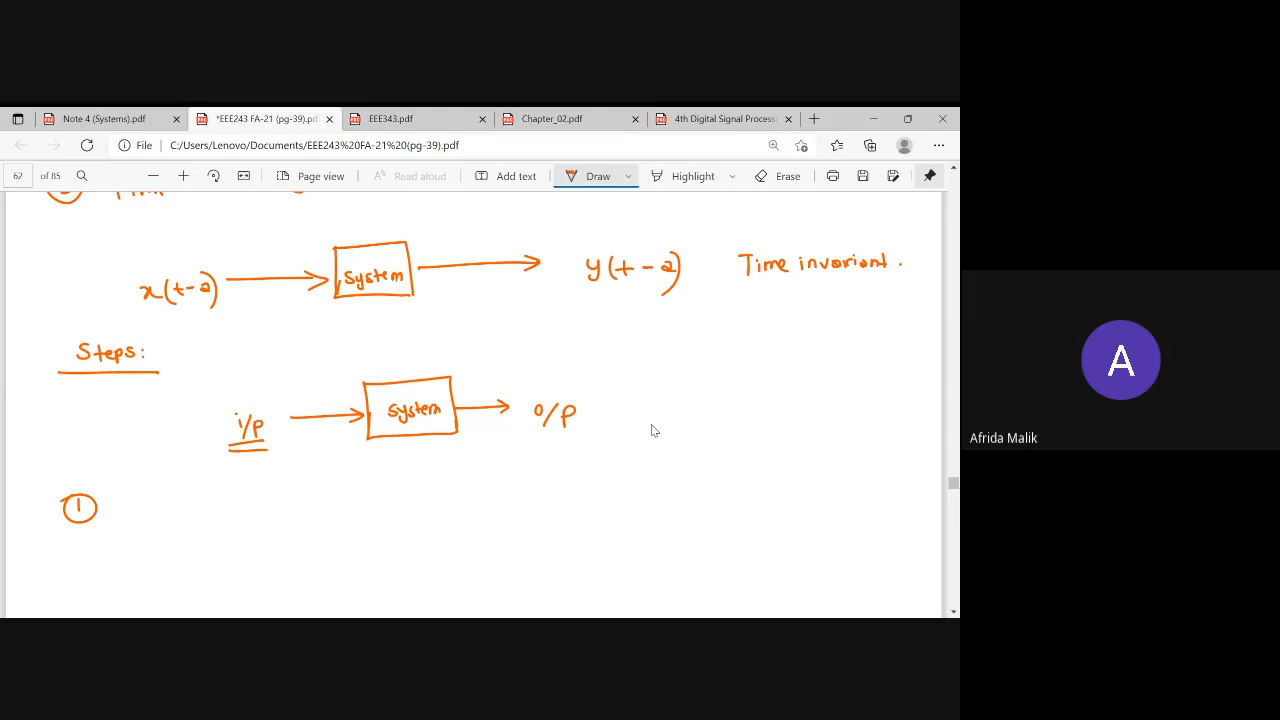 Note 4 (Systems).pdf
*EEE243 FA-21 (pg-39).pd
EEE343.pdf
Chapter_02.pdf
4th Digital Signal Processi
File
C:/Users/Lenovo/Documents/EEE243%20FA-21%20(pg-39).pdf
62 of 85
Page view
Read aloud
Add text
Draw
Highlight
Erase
x(t-2)
System
y(t-2)
Time invariant.
Steps:
i/p
System
o/p
1
A
Afrida Malik